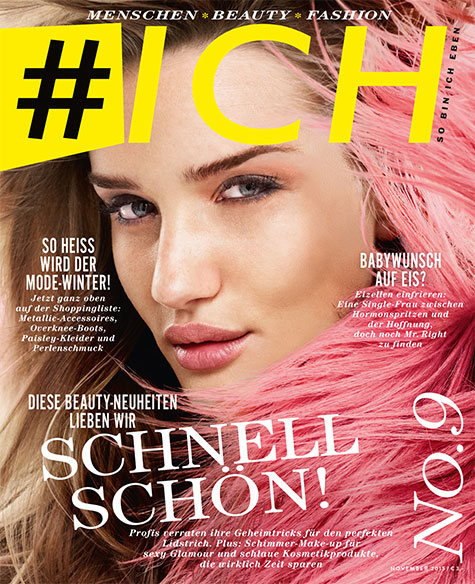 MENSCHEN * BEAUTY * FASHION
#ICH
SO BIN ICH EBEN
SO HEISS
WIRD DER
MODE-WINTER!
Jetzt ganz oben
auf der Shoppingliste:
Metallic-Accessoires,
Overknee-Boots,
Paisley-Kleider und
Perlenschmuck
BABYWUNSCH
AUF EIS?
Eizellen einfrieren:
Eine Single-Frau zwischen
Hormonspritzen und
der Hoffnung,
doch noch Mr. Right
zu finden
DIESE BEAUTY-NEUHEITEN
LIEBEN WIR
SCHNELL
SCHÖN!
Profis verraten ihre Geheimtricks für den perfekten
Lidstrich. Plus: Schimmer-Make-up für
sexy Glamour und schlaue Kosmetikprodukte,
die wirklich Zeit sparen
No.9
NOVEMBER 2013 / € 3,-